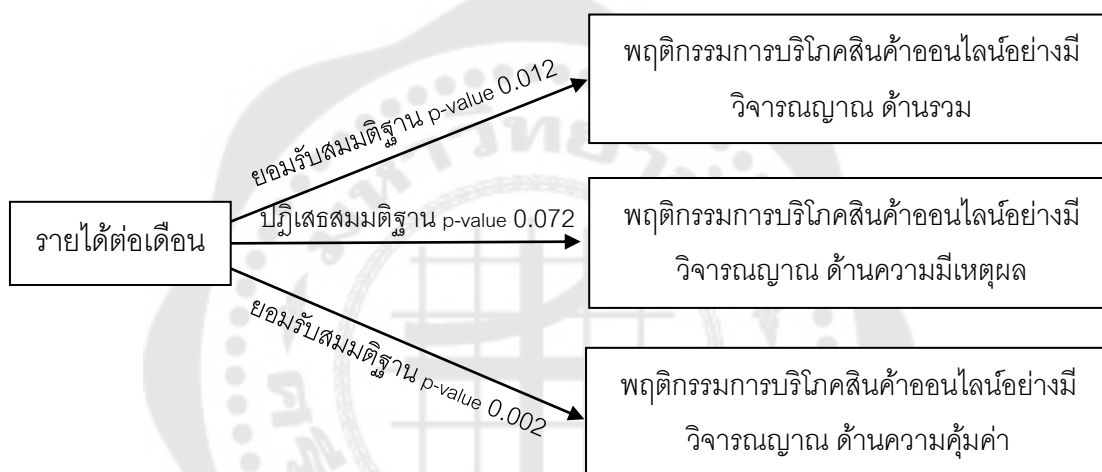 พฤติกรรมการบริโภคสินค้าออนไลน์อย่างมี
วิจารณญาณ ด้านรวม
ยอมรับสมมติฐาน p-value 0.012
รายได้ต่อเดือน
ปฏิเสธสมมติฐาน p-value 0.072
พฤติกรรมการบริโภคสินค้าออนไลน์อย่างมี
วิจารณญาณ ด้านความมีเหตุผล
ยอมรับสมมติฐาน p-value 0.002
พฤติกรรมการบริโภคสินค้าออนไลน์อย่างมี
วิจารณญาณ ด้านความคุ้มค่า